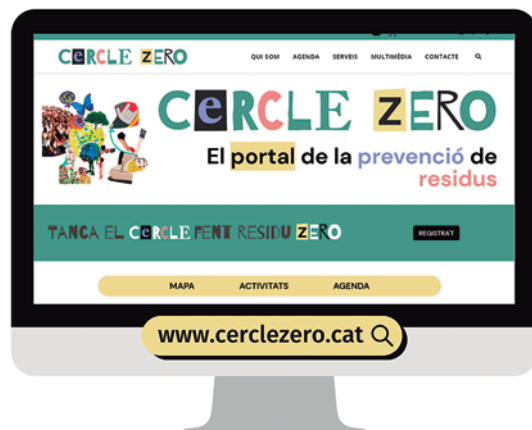 CERCLE ZERO
QUI SOM AGENDA SERVEIS MULTIMÈDIA CONTACTE
CeRCLE ZERO
El portal de la prevenció de
residus
TANCA EL CERCLE FENT RESIDU ZERO
REGISTRA'T
MAPA ACTIVITATS AGENDA
www.cerclezero.cat